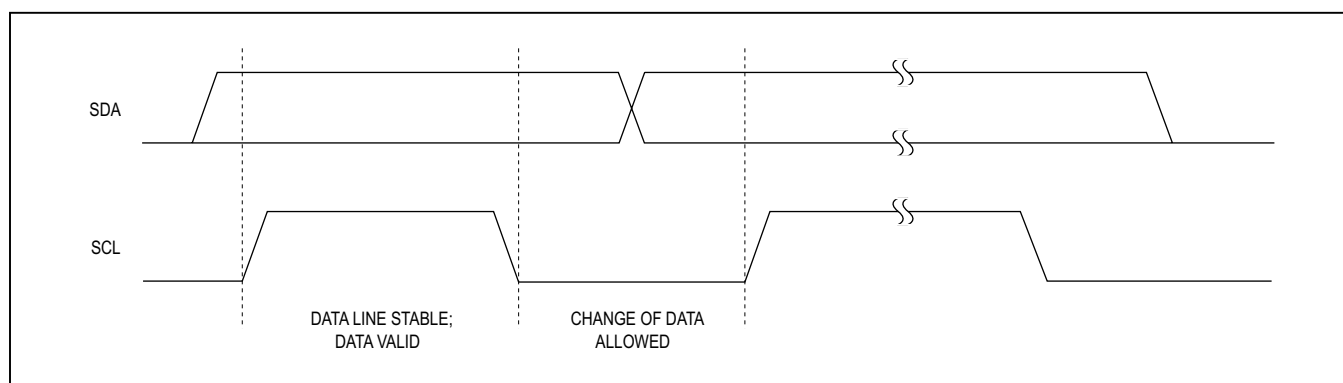 SDA
SCL
DATA LINE STABLE;
DATA VALID
CHANGE OF DATA
ALLOWED